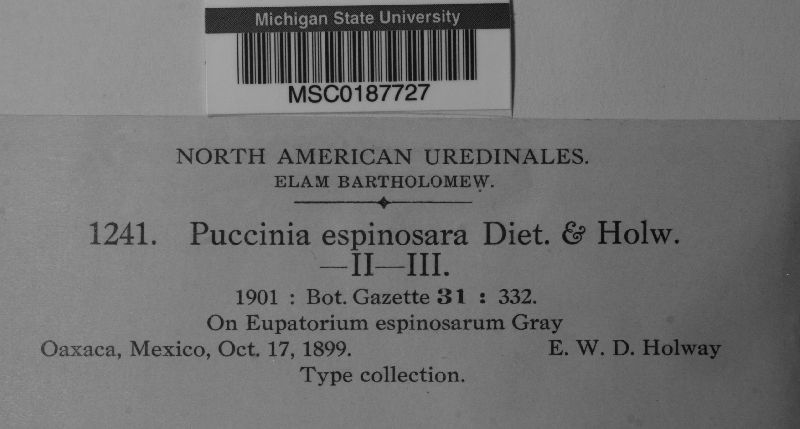 Michigan State University
MSC0187727
NORTH AMERICAN UREDINALES.
ELAM BARTHOLOMEW.
1241. Puccinia espinosara Diet. & Holw.
—II—III.
1901 : Bot. Gazette 31 : 332.
On Eupatorium espinosarum Gray
Oaxaca, Mexico, Oct. 17, 1899. E. W. D. Holway
Type collection.